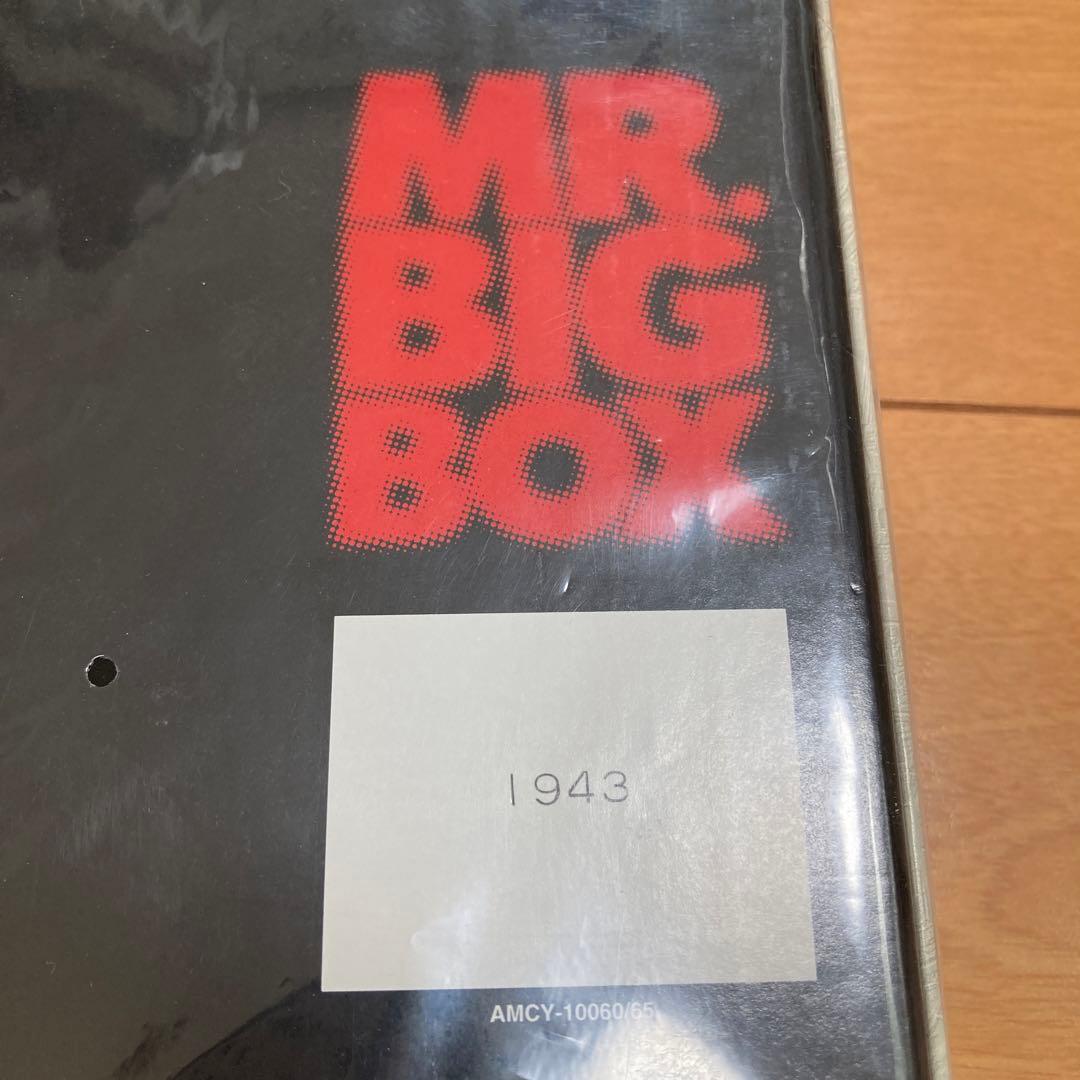 MR.
BIG
BOX
1943
AMCY-10060/65